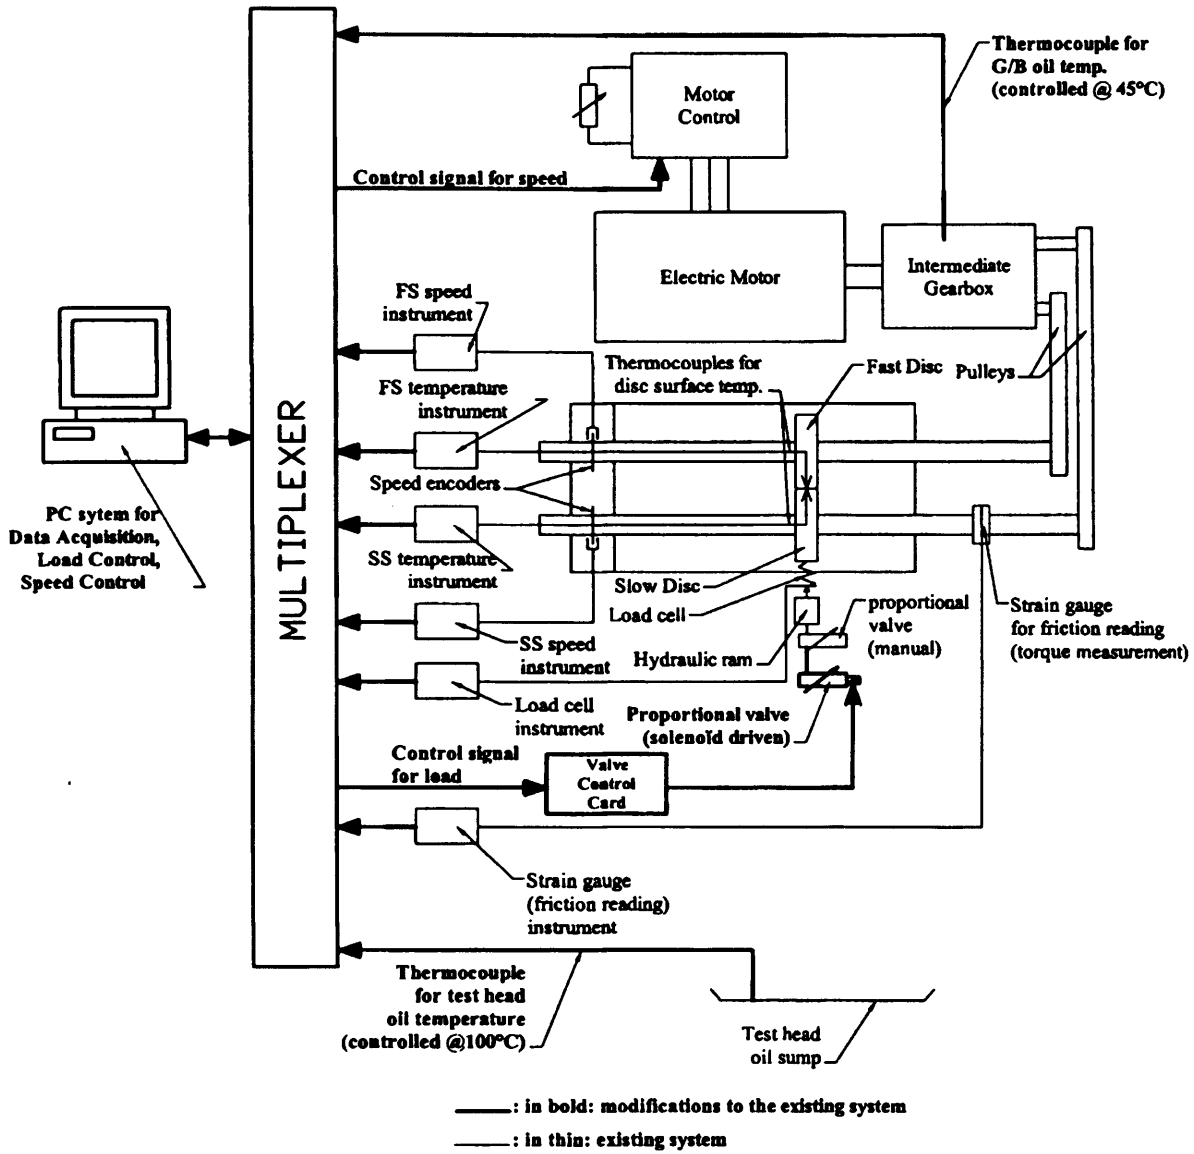 Thermocouple for
G/B oil temp.
(controlled @ 45°C)
Motor
Control
Control signal for speed
Electric Motor
Intermediate
Gearbox
FS speed
instrument
Thermocouples for
disc surface temp.
Fast Disc
Pulleys
FS temperature
instrument
MULTIPLEXER
Speed encoders
PC sytem for
Data Acquisition,
Load Control,
Speed Control
SS temperature
instrument
Slow Disc
Load cell
proportional
valve
(manual)
Strain gauge
for friction reading
(torque measurement)
SS speed
instrument
Hydraulic ram
Load cell
instrument
Proportional valve
(solenoid driven)
Control signal
for load
Valve
Control
Card
Strain gauge
(friction reading)
instrument
Thermocouple
for test head
oil temperature
(controlled @100°C)
Test head
oil sump
: in bold: modifications to the existing system
: in thin: existing system